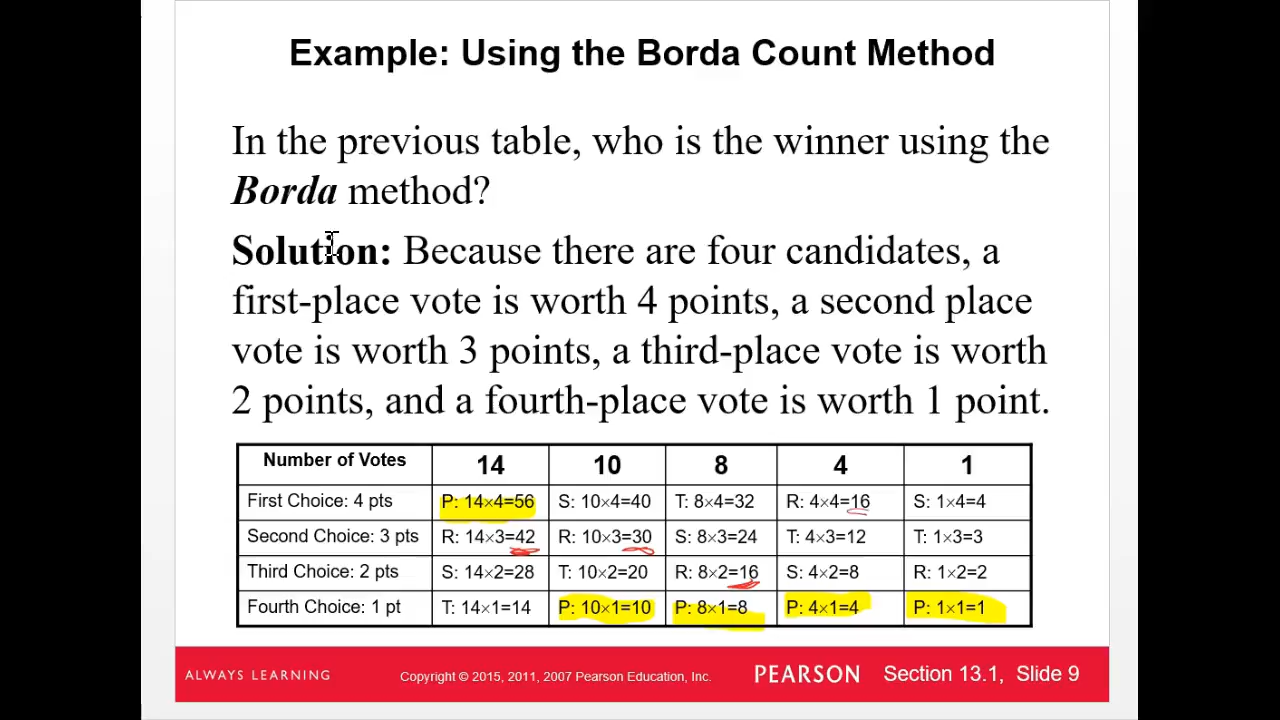 Example: Using the Borda Count Method
In the previous table, who is the winner using the
Borda method?
Solution: Because there are four candidates, a
first-place vote is worth 4 points, a second place
vote is worth 3 points, a third-place vote is worth
2 points, and a fourth-place vote is worth 1 point.
Number of Votes 14 10 8 4 1
First Choice: 4 pts P: 14×4=56 S: 10×4=40 T: 8×4=32 R: 4×4=16 S: 1×4=4
Second Choice: 3 pts R: 14×3=42 R: 10×3=30 S: 8×3=24 T: 4×3=12 T: 1×3=3
Third Choice: 2 pts S: 14×2=28 T: 10×2=20 R: 8×2=16 S: 4×2=8 R: 1×2=2
Fourth Choice: 1 pt T: 14×1=14 P: 10×1=10 P: 8×1=8 P: 4×1=4 P: 1×1=1
ALWAYS LEARNING Copyright © 2015, 2011, 2007 Pearson Education, Inc. PEARSON Section 13.1, Slide 9